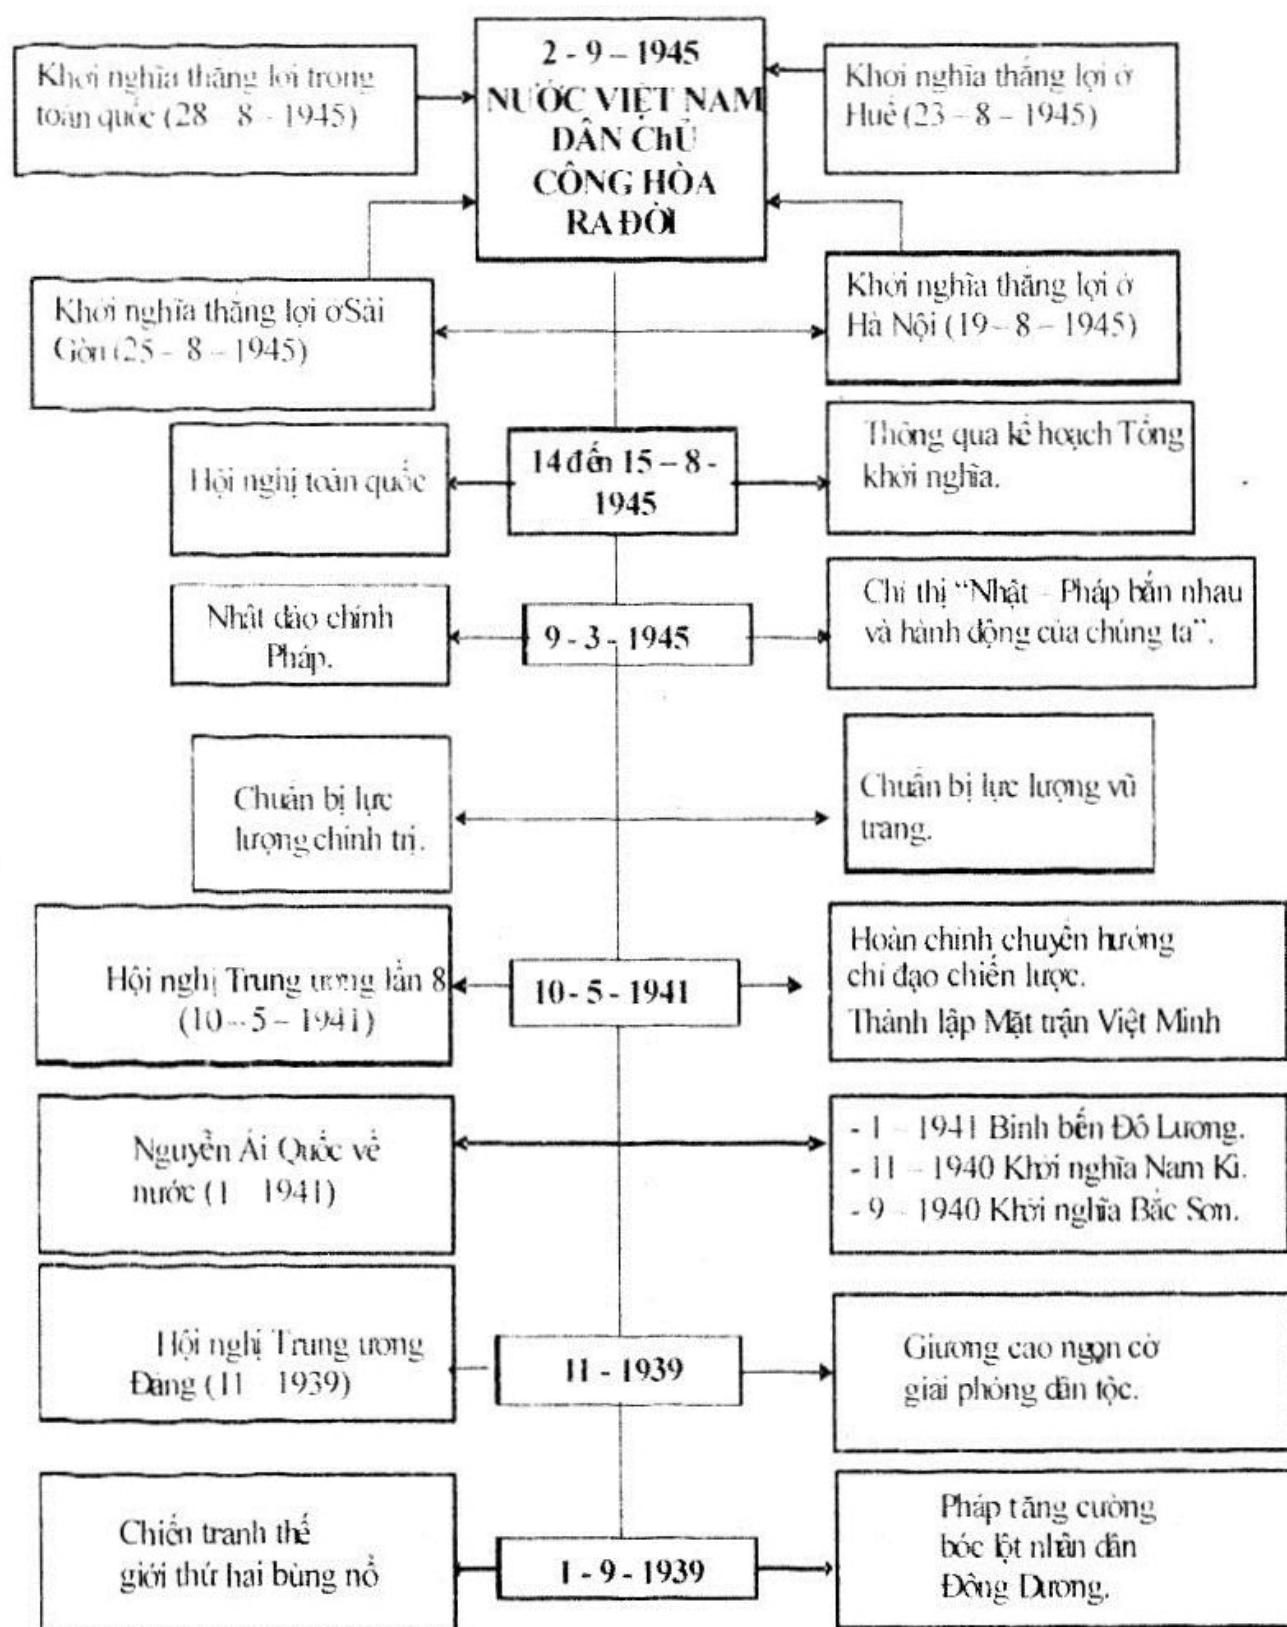 Khởi nghĩa thắng lợi trong
toàn quốc (28 – 8 - 1945)
2 - 9 – 1945
NƯỚC VIỆT NAM
DÂN ChỦ
CÔNG HÒA
RA ĐỜI
Khởi nghĩa thắng lợi ở
Huế (23 – 8 – 1945)
Khởi nghĩa thắng lợi ở Sài
Gòn (25 – 8 – 1945)
Khởi nghĩa thắng lợi ở
Hà Nội (19 – 8 – 1945)
Hội nghị toàn quốc
14 đến 15 – 8 -
1945
Thông qua kế hoạch Tổng
khởi nghĩa.
Nhật đảo chính
Pháp.
9 - 3 - 1945
Chỉ thị “Nhật – Pháp bắn nhau
và hành động của chúng ta”.
Chuẩn bị lực
lượng chính trị.
Chuẩn bị lực lượng vũ
trang.
Hội nghị Trung ương lần 8
(10 – 5 – 1941)
10 - 5 - 1941
Hoàn chỉnh chuyển hướng
chỉ đạo chiến lược.
Thành lập Mặt trận Việt Minh
Nguyễn Ái Quốc về
nước (1 – 1941)
- 1 – 1941 Binh bến Đô Lương.
- 11 – 1940 Khởi nghĩa Nam Kì.
- 9 – 1940 Khởi nghĩa Bắc Sơn.
Hội nghị Trung ương
Đảng (11 – 1939)
11 - 1939
Giương cao ngọn cờ
giải phóng dân tộc.
Chiến tranh thế
giới thứ hai bùng nổ
1 - 9 - 1939
Pháp tăng cường
bóc lột nhân dân
Đông Dương.